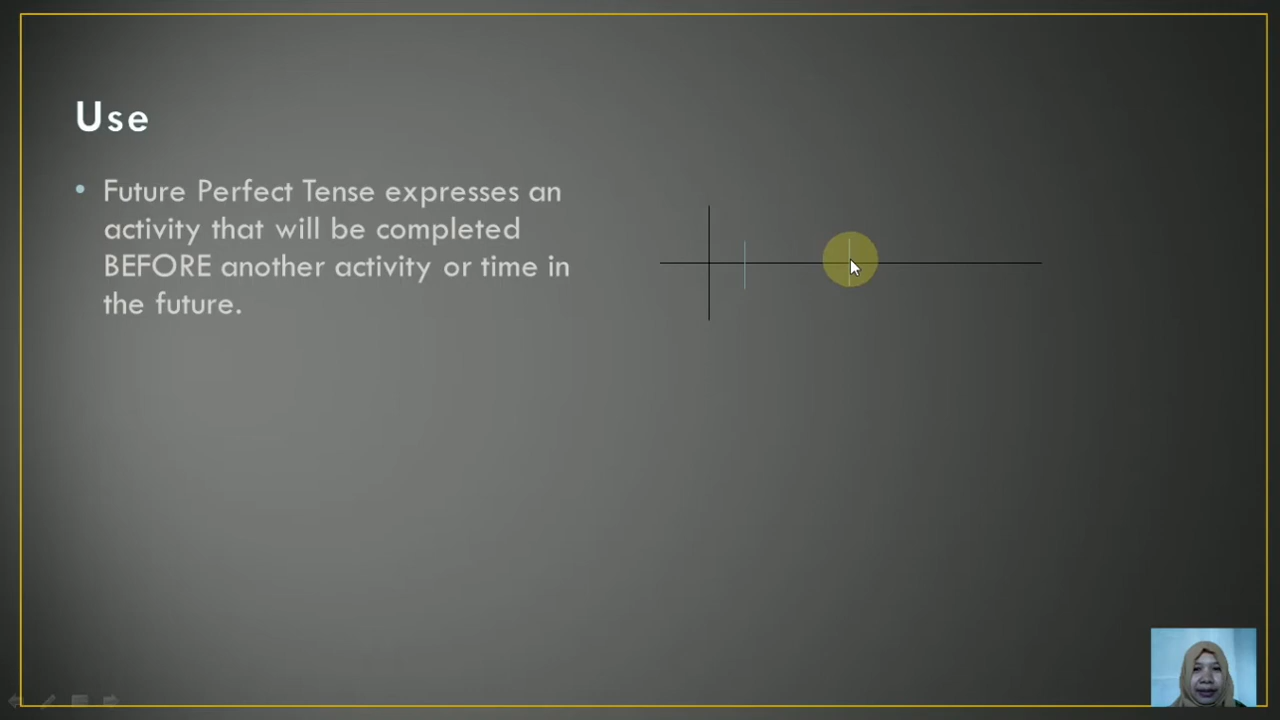 Use
• Future Perfect Tense expresses an
activity that will be completed
BEFORE another activity or time in
the future.